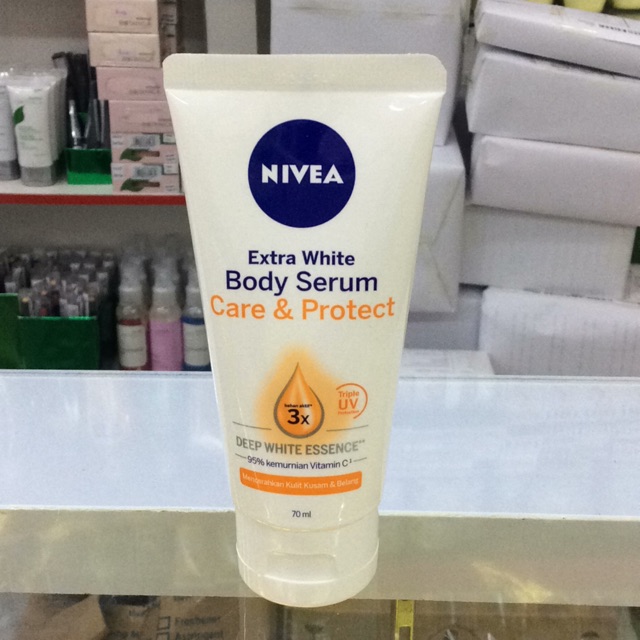 NIVEA
Extra White
Body Serum
Care & Protect
3x
Triple
UV
DEEP WHITE ESSENCE**
95% kemurnian Vitamin C‡
Mencerahkan Kulit Kusam & Belang
70 ml